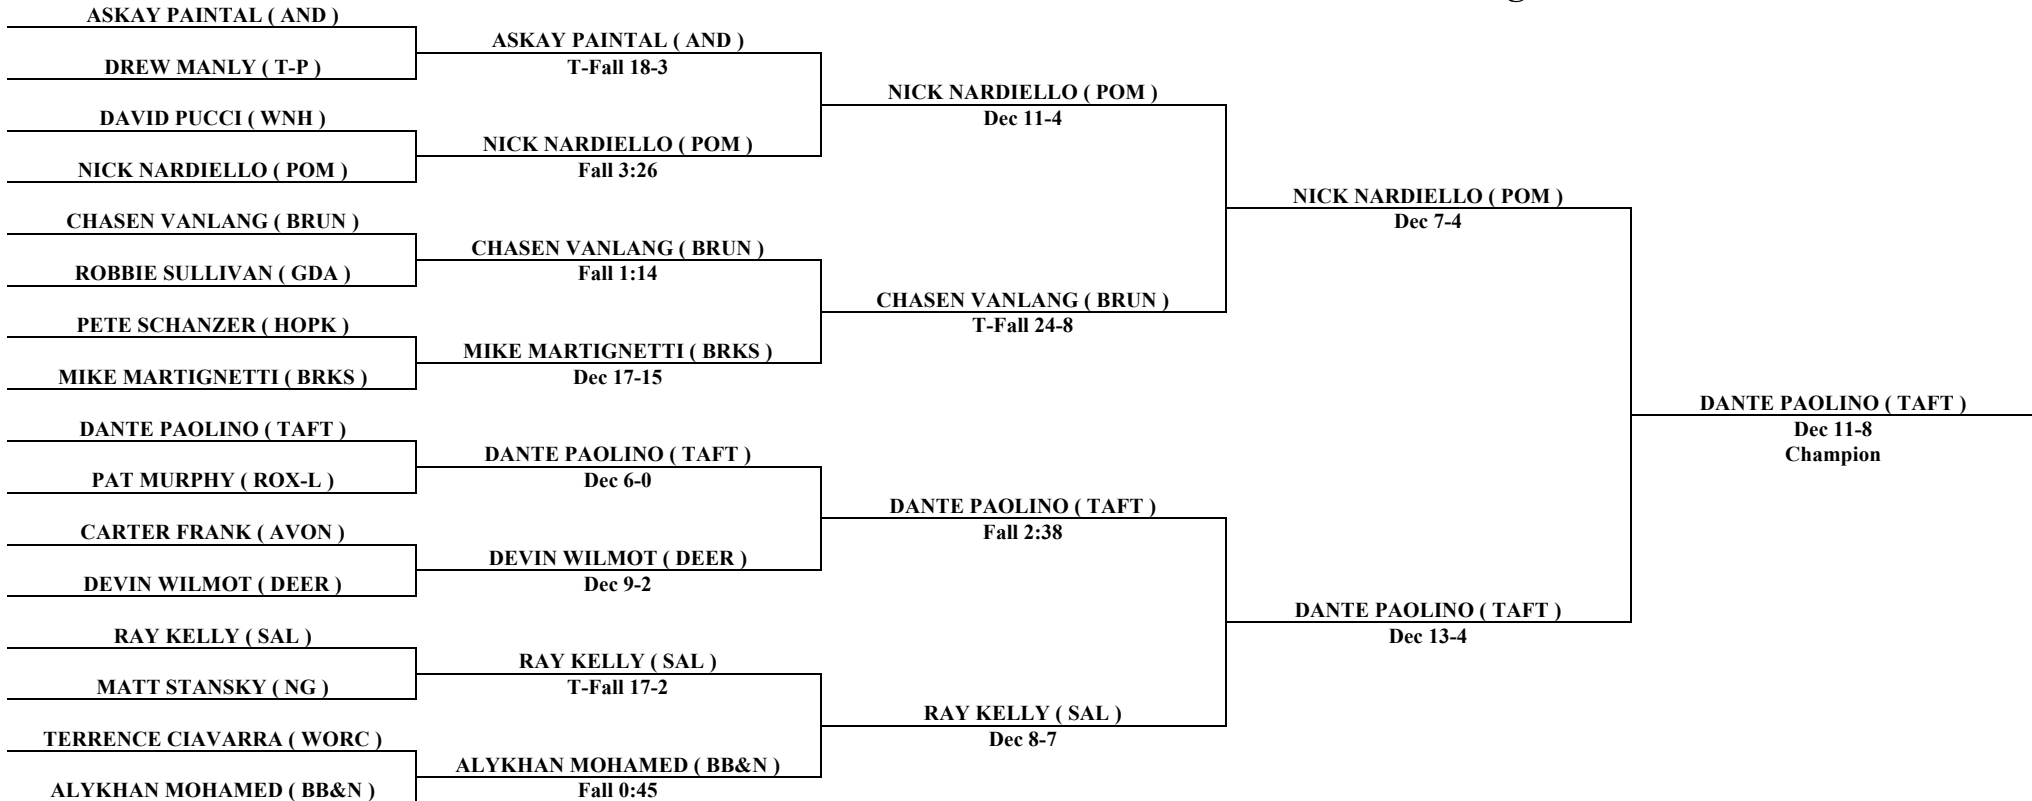 ASKAY PAINTAL ( AND )
DREW MANLY ( T-P )
DAVID PUCCI ( WNH )
NICK NARDIELLO ( POM )
CHASEN VANLANG ( BRUN )
ROBBIE SULLIVAN ( GDA )
PETE SCHANZER ( HOPK )
MIKE MARTIGNETTI ( BRKS )
DANTE PAOLINO ( TAFT )
PAT MURPHY ( ROX-L )
CARTER FRANK ( AVON )
DEVIN WILMOT ( DEER )
RAY KELLY ( SAL )
MATT STANSKY ( NG )
TERRENCE CIAVARRA ( WORC )
ALYKHAN MOHAMED ( BB&N )
ASKAY PAINTAL ( AND )
T-Fall 18-3
NICK NARDIELLO ( POM )
Fall 3:26
CHASEN VANLANG ( BRUN )
Fall 1:14
MIKE MARTIGNETTI ( BRKS )
Dec 17-15
DANTE PAOLINO ( TAFT )
Dec 6-0
DEVIN WILMOT ( DEER )
Dec 9-2
RAY KELLY ( SAL )
T-Fall 17-2
ALYKHAN MOHAMED ( BB&N )
Fall 0:45
NICK NARDIELLO ( POM )
Dec 11-4
CHASEN VANLANG ( BRUN )
T-Fall 24-8
DANTE PAOLINO ( TAFT )
Fall 2:38
RAY KELLY ( SAL )
Dec 8-7
NICK NARDIELLO ( POM )
Dec 7-4
DANTE PAOLINO ( TAFT )
Dec 13-4
DANTE PAOLINO ( TAFT )
Dec 11-8
Champion